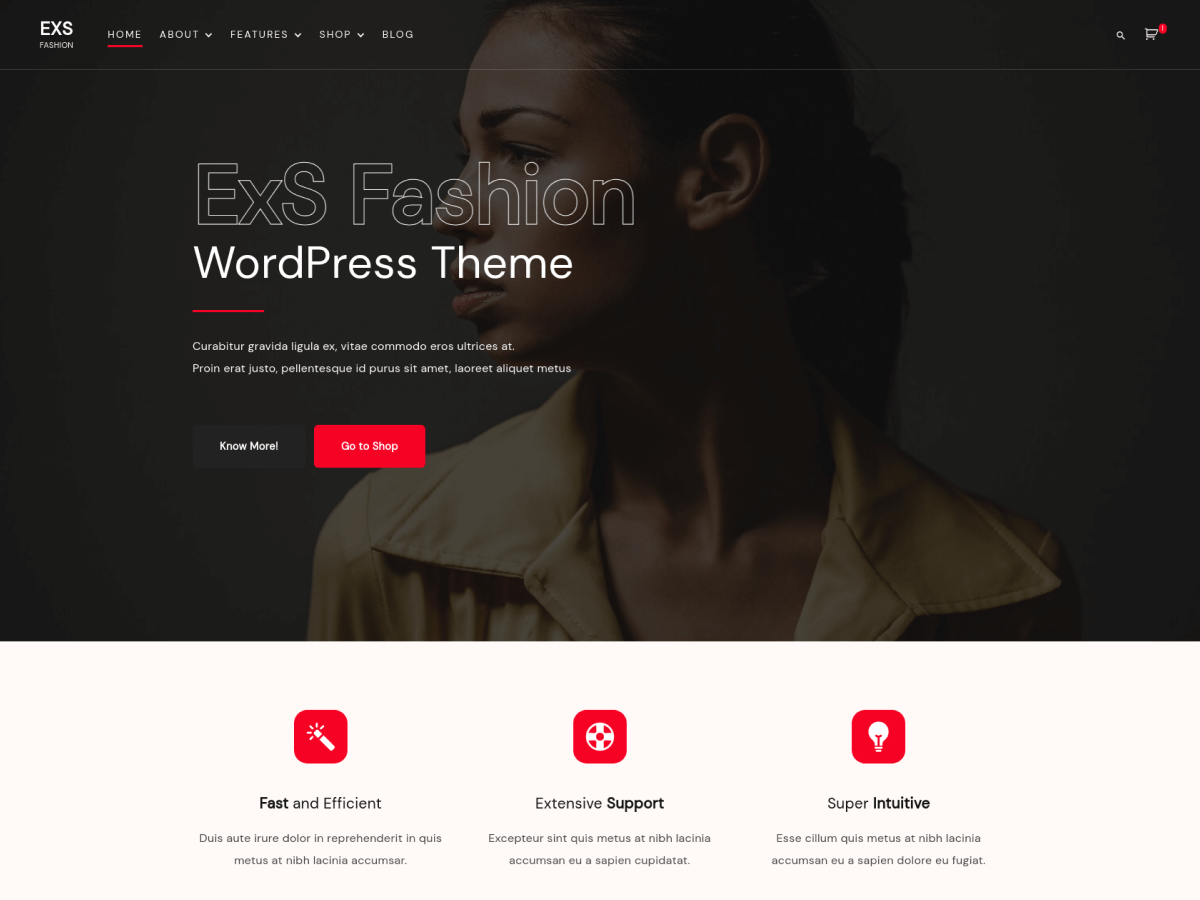 EXS
FASHION
HOME ABOUT FEATURES SHOP BLOG
1
ExS Fashion
WordPress Theme
Curabitur gravida ligula ex, vitae commodo eros ultrices at.
Proin erat justo, pellentesque id purus sit amet, laoreet aliquet metus
Know More! Go to Shop
Fast and Efficient
Duis aute irure dolor in reprehenderit in quis
metus at nibh lacinia accumsar.
Extensive Support
Excepteur sint quis metus at nibh lacinia
accumsan eu a sapien cupidatat.
Super Intuitive
Esse cillum quis metus at nibh lacinia
accumsan eu a sapien dolore eu fugiat.